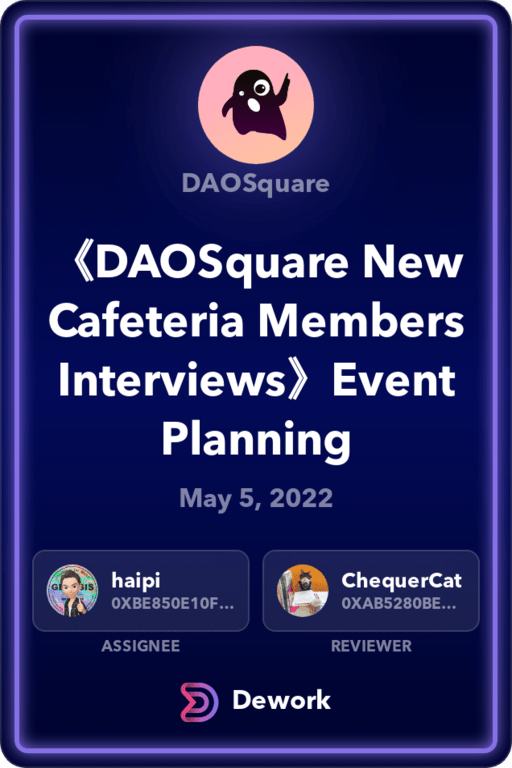 DAOSquare
《DAOSquare New
Cafeteria Members
Interviews》Event
Planning
May 5, 2022
haipi
0XBE850E10F...
ChequerCat
0XAB5280BE...
ASSIGNEE
REVIEWER
Dework